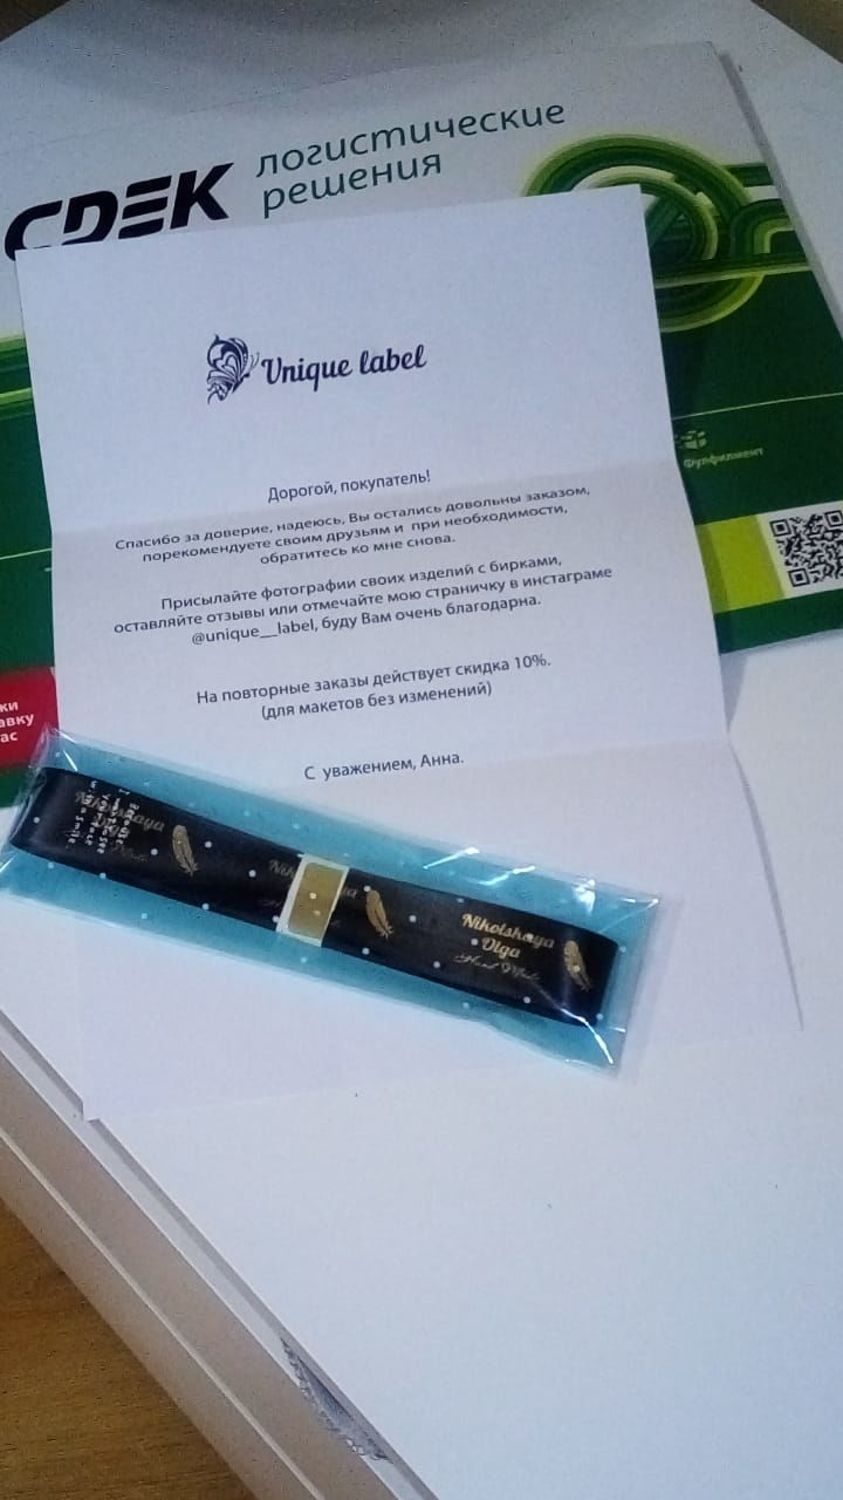 CDEK логистические
решения
Unique label
Дорогой, покупатель!
Спасибо за доверие, надеюсь, Вы остались довольны заказом,
порекомендуете своим друзьям и при необходимости,
обратитесь ко мне снова.
Присылайте фотографии своих изделий с бирками,
оставляйте отзывы или отмечайте мою страничку в инстаграме
@unique__label, буду Вам очень благодарна.
На повторные заказы действует скидка 10%.
(для макетов без изменений)
С уважением, Анна.
Фулфилмент
Nikolshaya
Olga